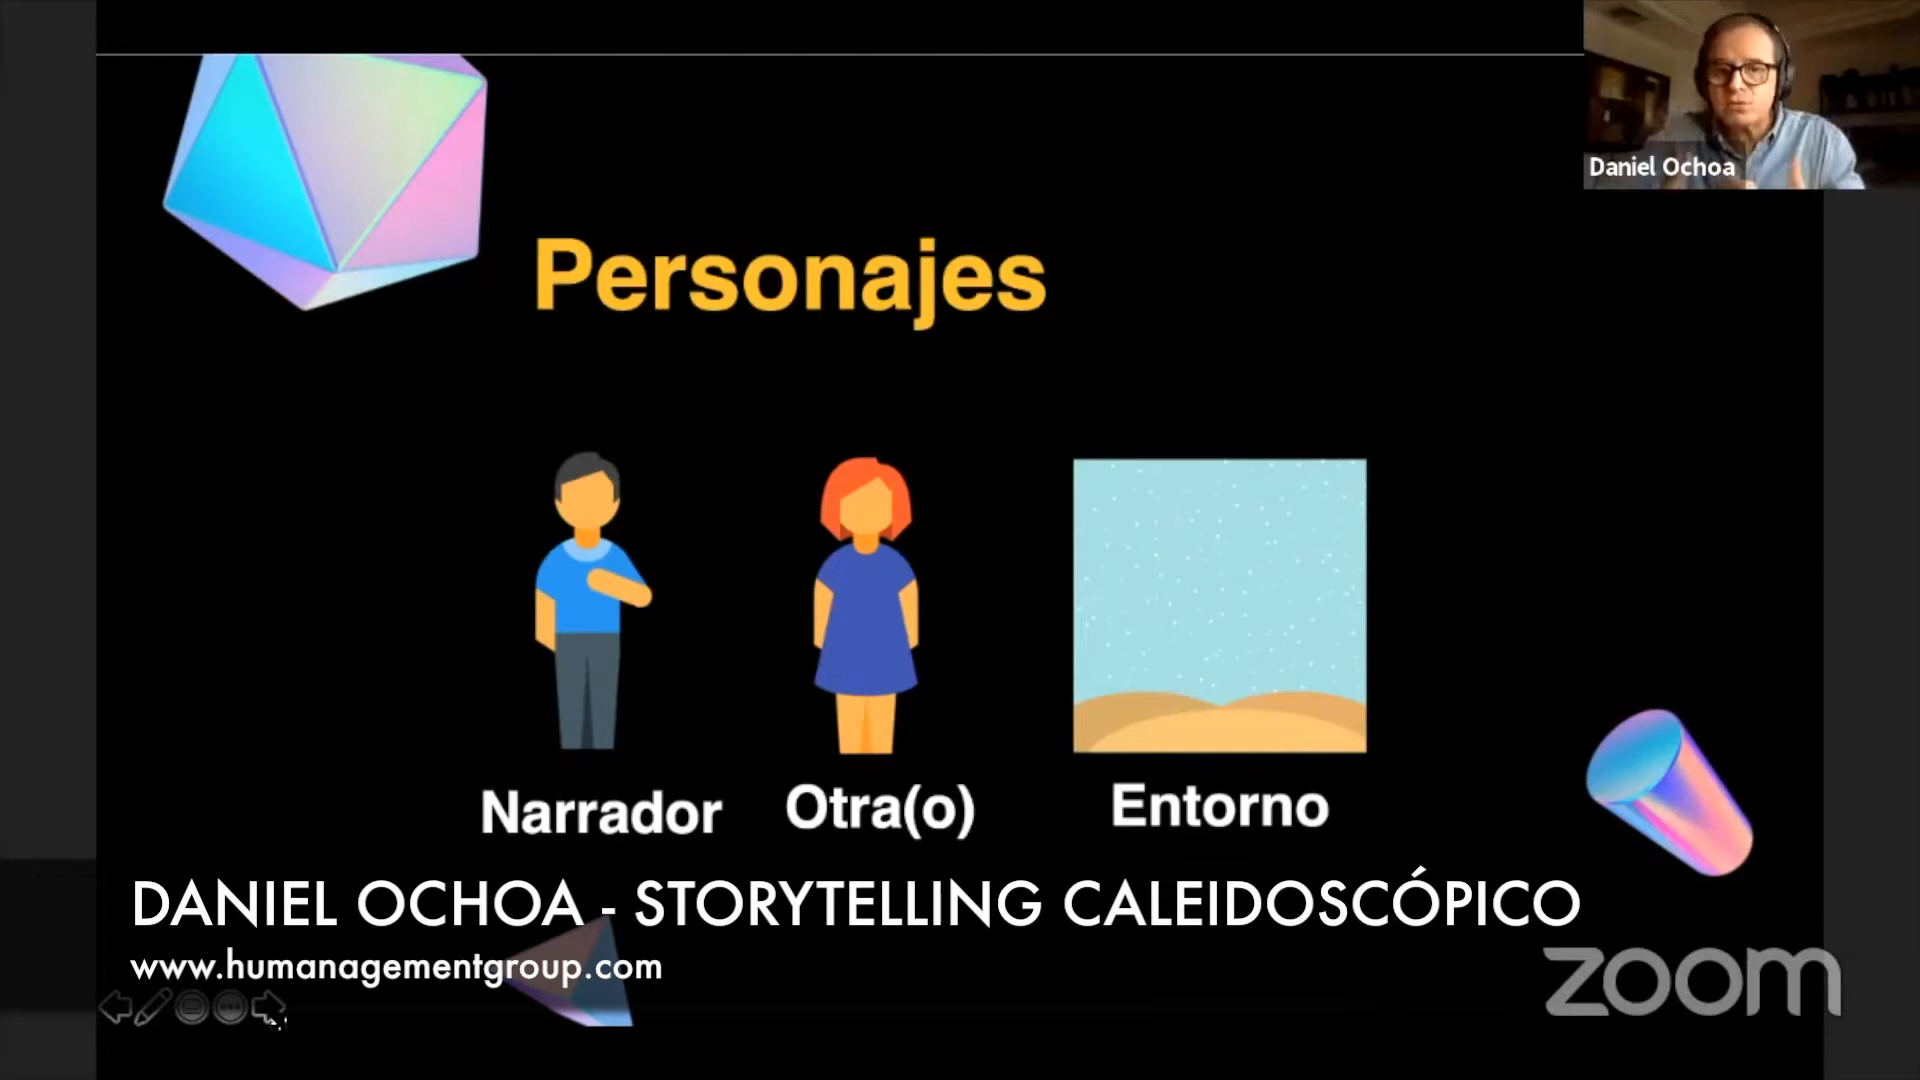 Daniel Ochoa
Personajes
Narrador Otra(o) Entorno
DANIEL OCHOA - STORYTELLING CALEIDOSCÓPICO
www.humanagementgroup.com
zoom